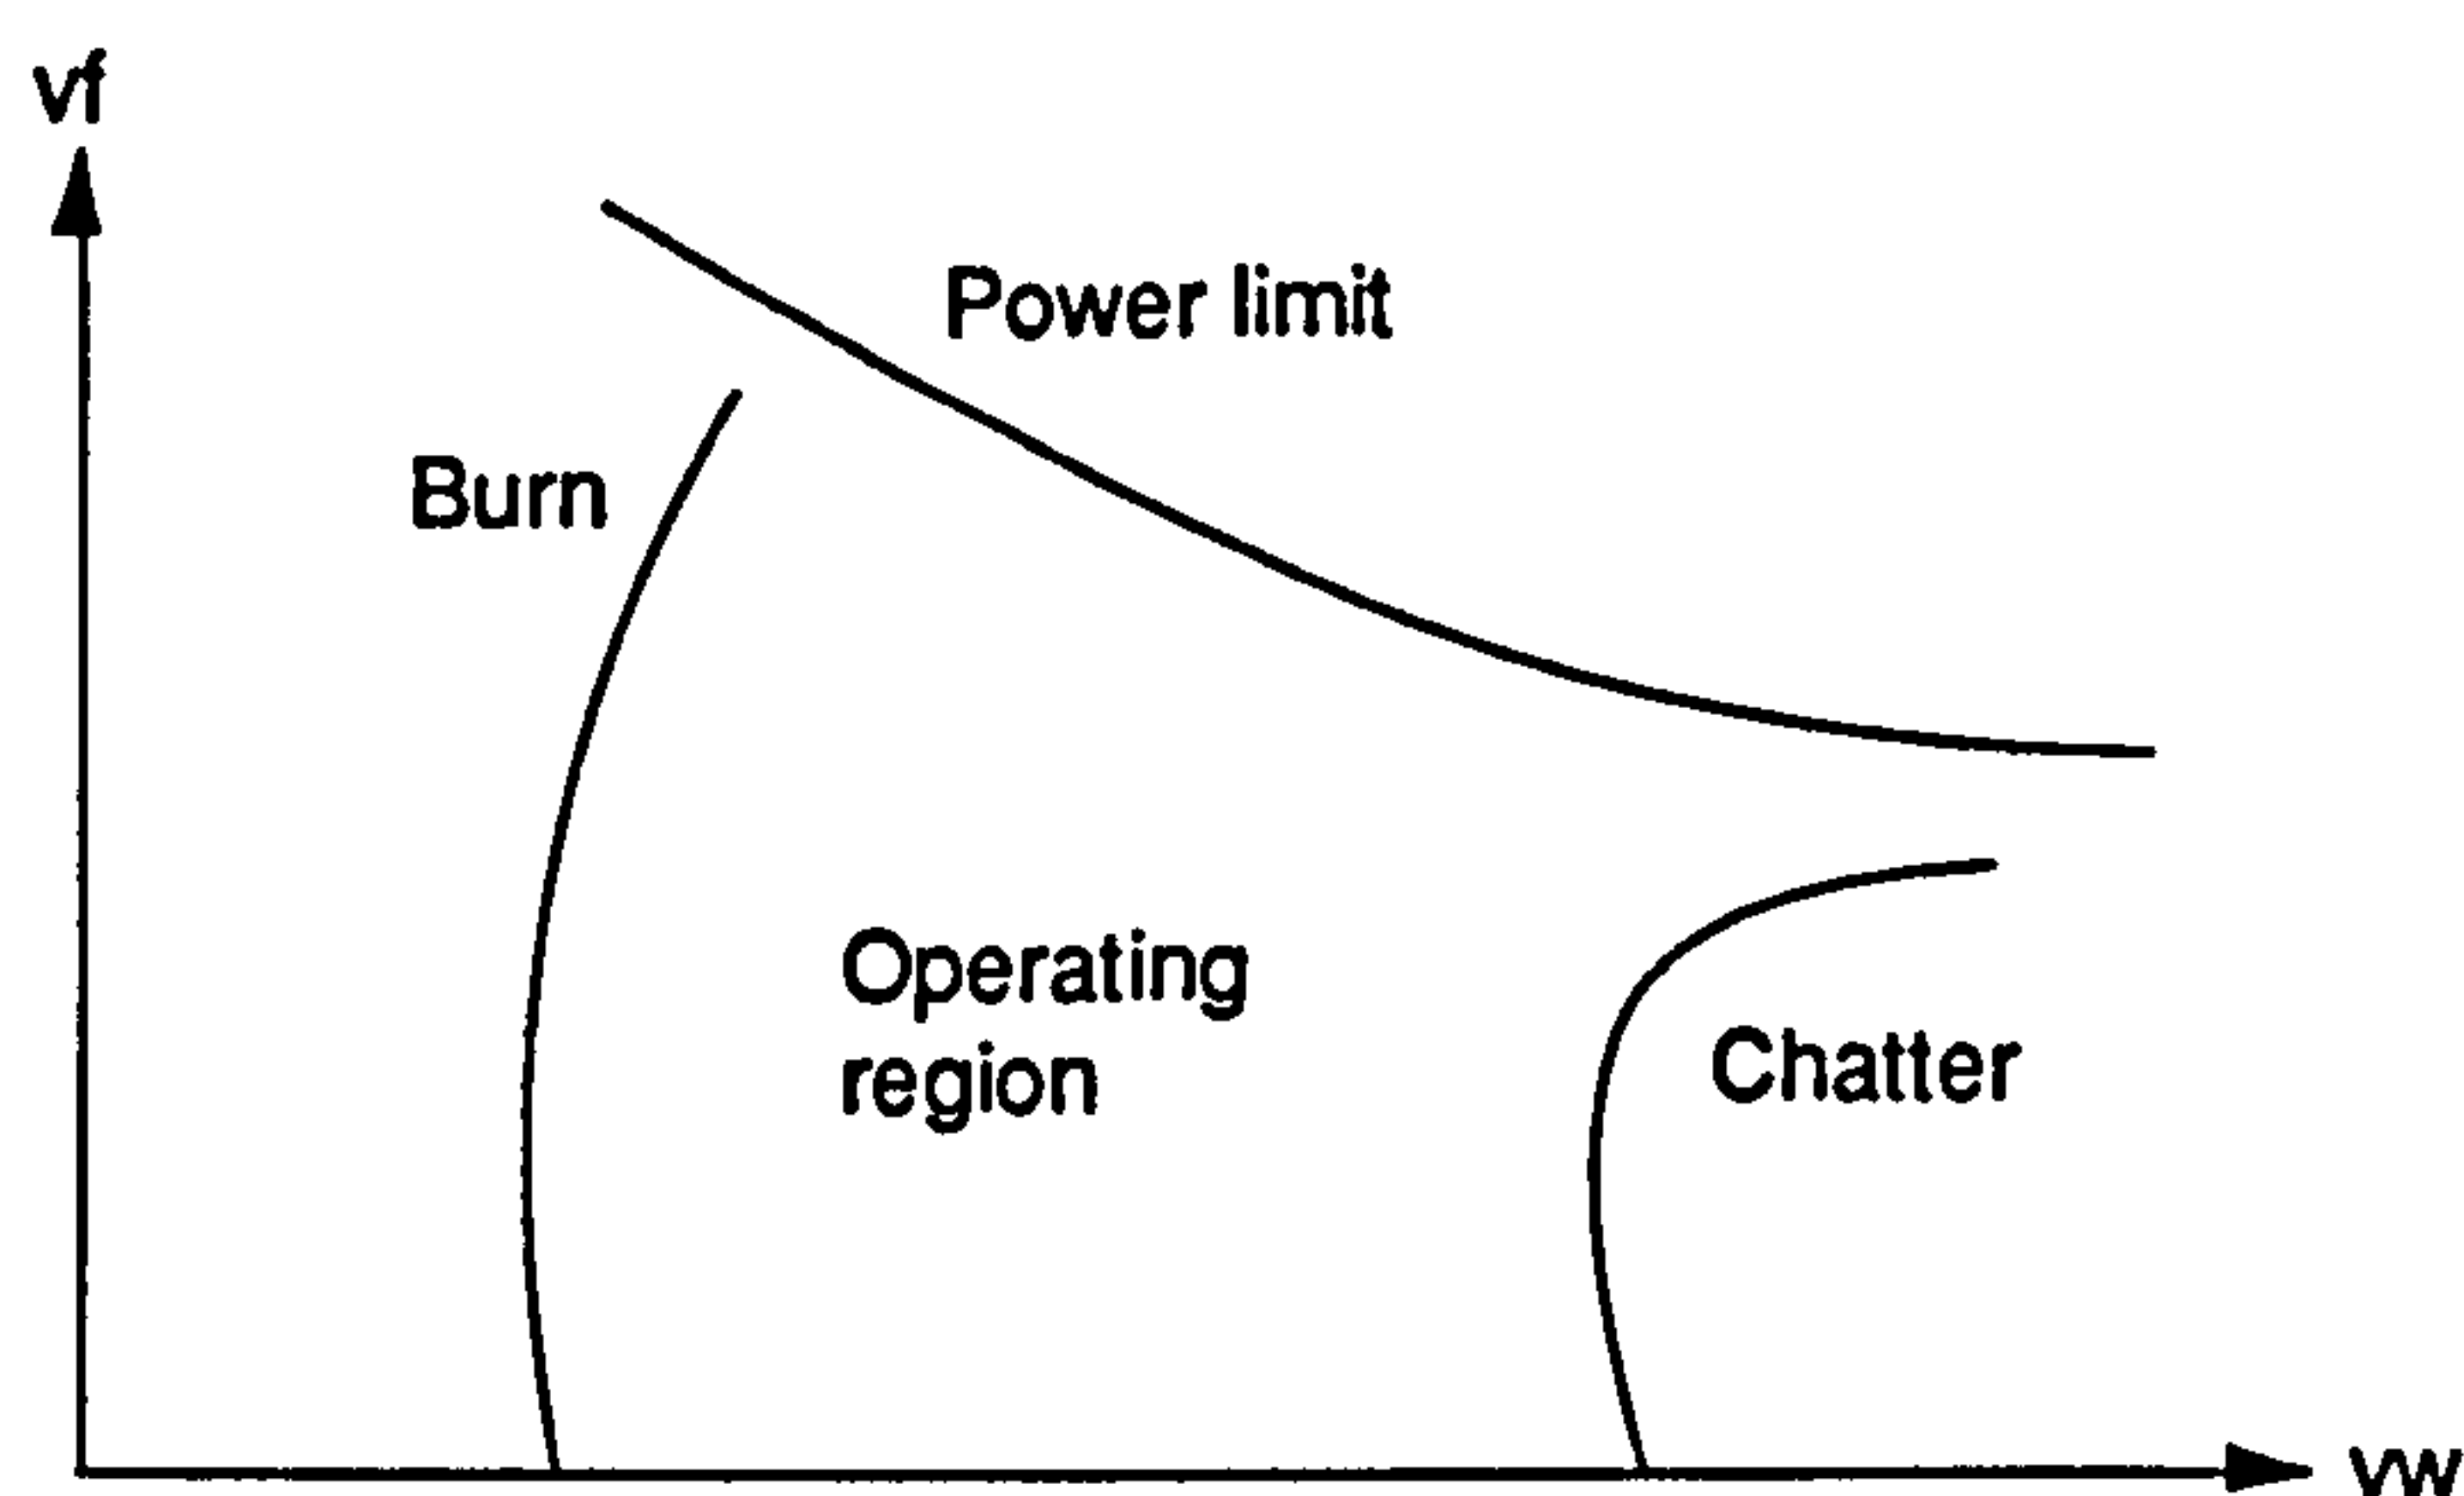 vf
Power limit
Burn
Operating
region
Chatter
vw